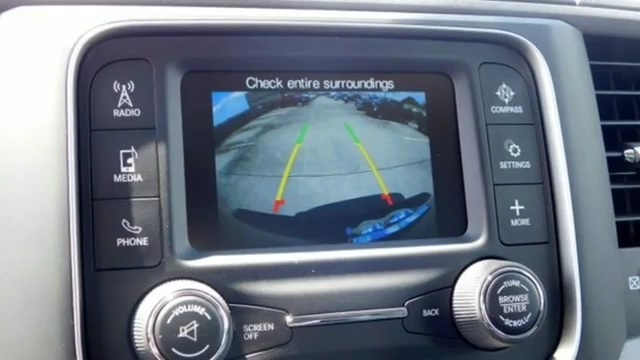 Check entire surroundings
RADIO
MEDIA
PHONE
N
COMPASS
SETTINGS
MORE
VOLUME
SCREEN
OFF
BACK
TUNE
BROWSE
ENTER
SCROLL